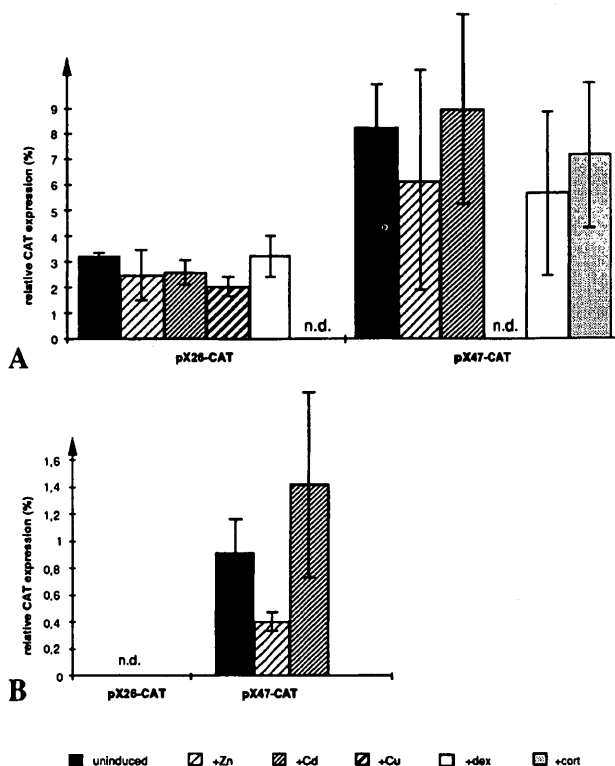 relative CAT expression (%)
9
8
7
6
5
4
3
2
1
0
n.d.
n.d.
pX26-CAT
pX47-CAT
A
relative CAT expression (%)
1,6
1,4
1,2
1
0,8
0,6
0,4
0,2
0
n.d.
pX26-CAT
pX47-CAT
B
uninduced +Zn +Cd +Cu +dex +cort